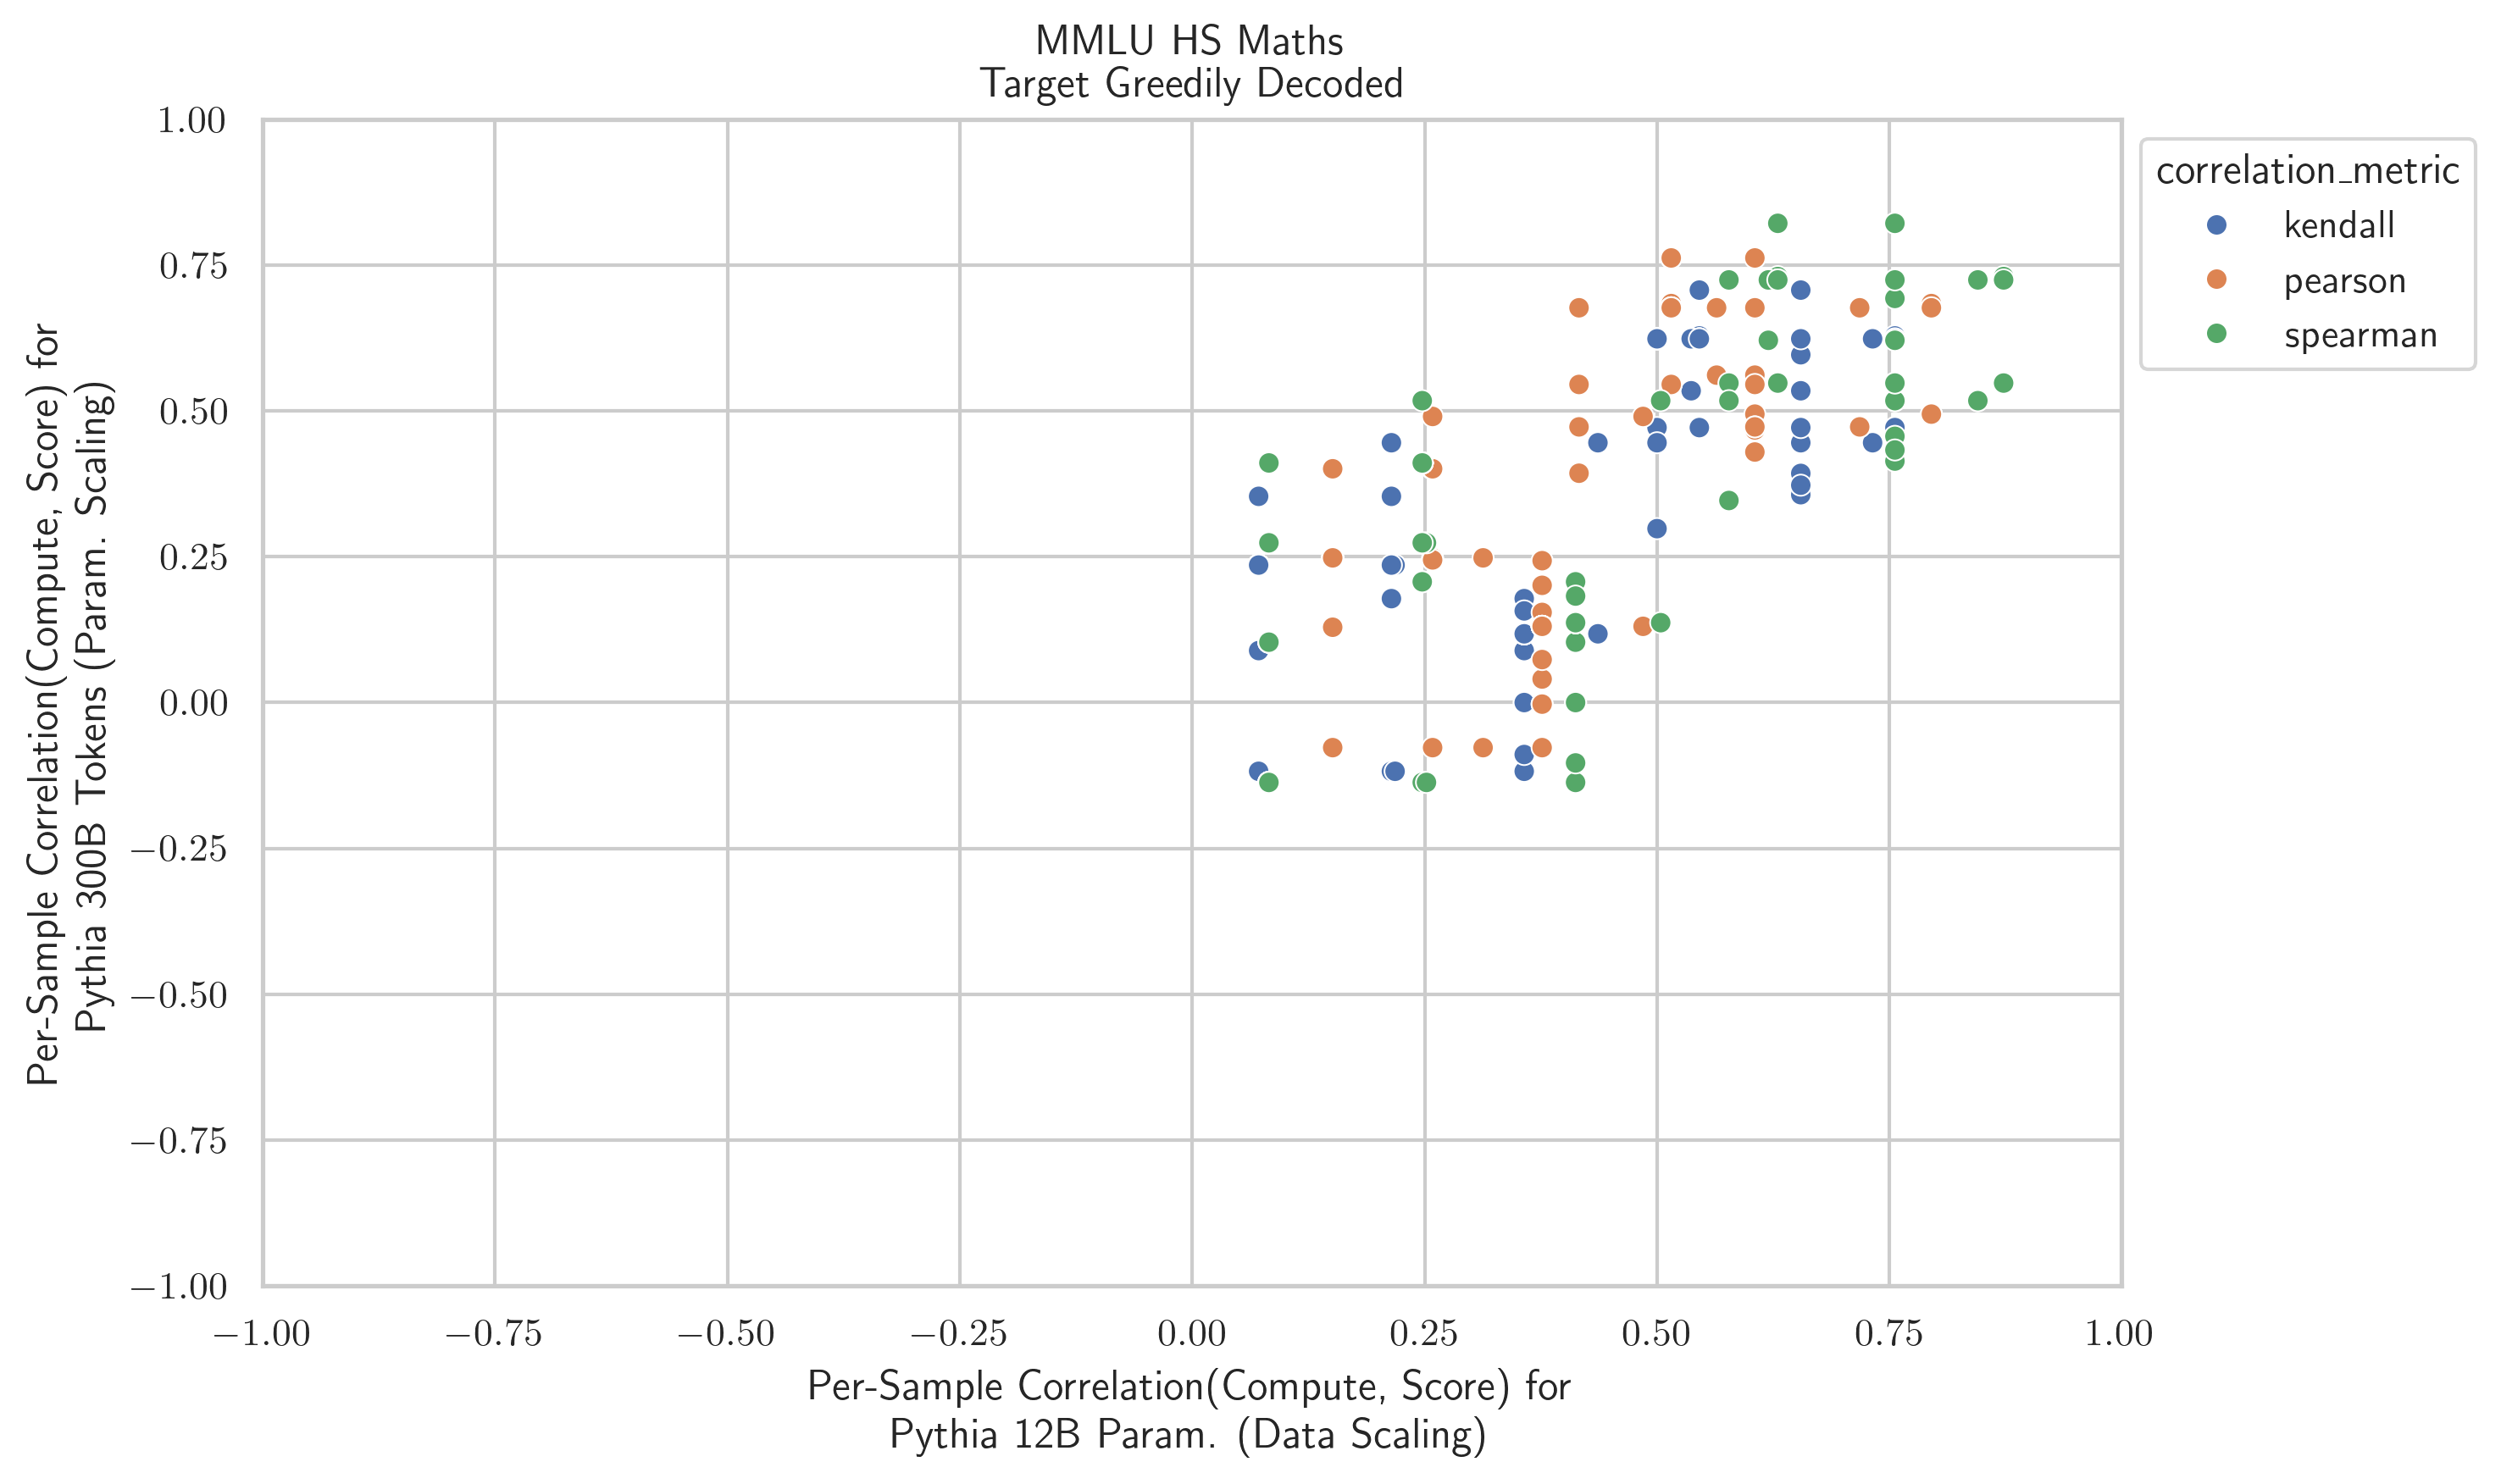 MMLU HS Maths
Target Greedily Decoded
Per-Sample Correlation(Compute, Score) for
Pythia 300B Tokens (Param. Scaling)
1.00
0.75
0.50
0.25
0.00
−0.25
−0.50
−0.75
−1.00
−1.00 −0.75 −0.50 −0.25 0.00 0.25 0.50 0.75 1.00
Per-Sample Correlation(Compute, Score) for
Pythia 12B Param. (Data Scaling)
correlation_metric
kendall
pearson
spearman